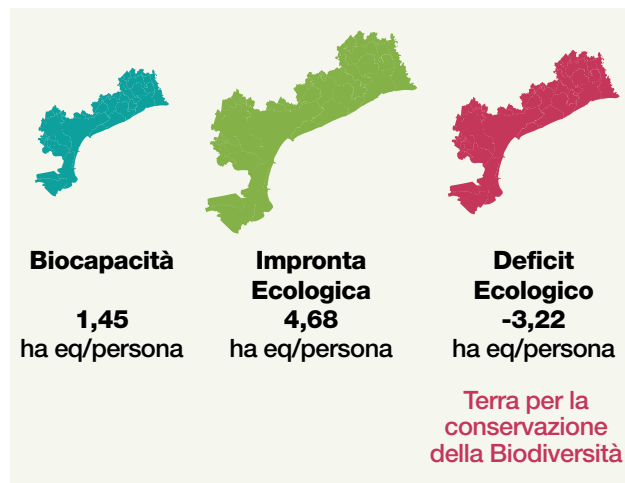 Biocapacità
1,45
ha eq/persona
Impronta
Ecologica
4,68
ha eq/persona
Deficit
Ecologico
-3,22
ha eq/persona
Terra per la
conservazione
della Biodiversità